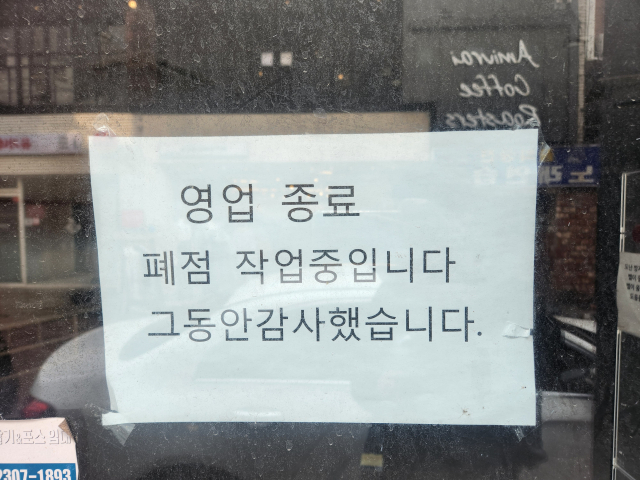 Amivrai
Coffee
Roasters
영업 종료
폐점 작업중입니다
그동안감사했습니다.
2307-1893